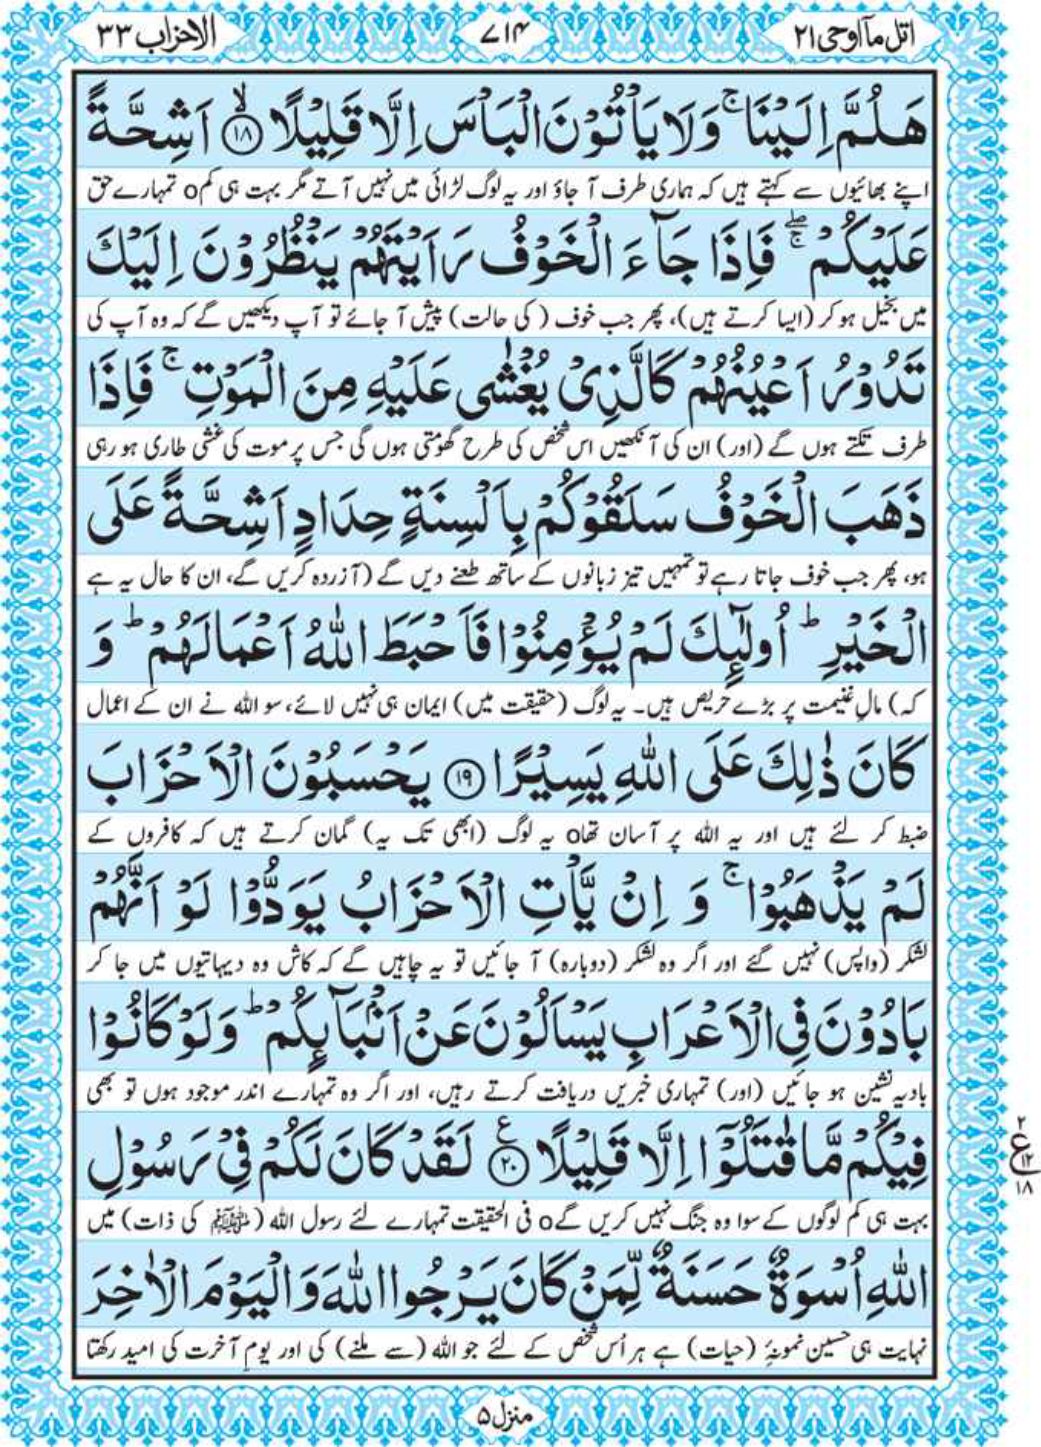 اتل مآاوحی ۲۱
۷۱۴
الاحزاب ۳۳
هَلُمَّ اِلَيْنَا ۚ وَلَا يَاْتُوْنَ الْبَاْسَ اِلَّا قَلِيْلًا ۙ﴿۱۸﴾ اَشِحَّةً
اپنے بھائیوں سے کہتے ہیں کہ ہماری طرف آ جاؤ اور یہ لوگ لڑائی میں نہیں آتے مگر بہت ہی کم o تمہارے حق
عَلَيْكُمْ ۖۚ فَاِذَا جَآءَ الْخَوْفُ رَاَيْتَهُمْ يَنْظُرُوْنَ اِلَيْكَ
میں بخیل ہو کر (ایسا کرتے ہیں)، پھر جب خوف (کی حالت) پیش آ جائے تو آپ دیکھیں گے کہ وہ آپ کی
تَدُوْرُ اَعْيُنُهُمْ كَالَّذِيْ يُغْشٰى عَلَيْهِ مِنَ الْمَوْتِ ۚ فَاِذَا
طرف تکتے ہوں گے (اور) ان کی آنکھیں اس شخص کی طرح گھومتی ہوں گی جس پر موت کی غشی طاری ہو رہی
ذَهَبَ الْخَوْفُ سَلَقُوْكُمْ بِاَلْسِنَةٍ حِدَادٍ اَشِحَّةً عَلَى
ہو، پھر جب خوف جاتا رہے تو تمہیں تیز زبانوں کے ساتھ طعنے دیں گے (آزردہ کریں گے، ان کا حال یہ ہے
الْخَيْرِ ؕ اُولٰٓئِكَ لَمْ يُؤْمِنُوْا فَاَحْبَطَ اللّٰهُ اَعْمَالَهُمْ ؕ وَ
کہ) مالِ غنیمت پر بڑے حریص ہیں۔ یہ لوگ (حقیقت میں) ایمان ہی نہیں لائے، سو اللہ نے ان کے اعمال
كَانَ ذٰلِكَ عَلَى اللّٰهِ يَسِيْرًا ﴿۱۹﴾ يَحْسَبُوْنَ الْاَحْزَابَ
ضبط کر لئے ہیں اور یہ اللہ پر آسان تھا o یہ لوگ (ابھی تک یہ) گمان کرتے ہیں کہ کافروں کے
لَمْ يَذْهَبُوْا ۚ وَ اِنْ يَّاْتِ الْاَحْزَابُ يَوَدُّوْا لَوْ اَنَّهُمْ
لشکر (واپس) نہیں گئے اور اگر وہ لشکر (دوبارہ) آ جائیں تو یہ چاہیں گے کہ کاش وہ دیہاتیوں میں جا کر
بَادُوْنَ فِي الْاَعْرَابِ يَسْاَلُوْنَ عَنْ اَنْۢبَآئِكُمْ ؕ وَلَوْ كَانُوْا
بادیہ نشین ہو جائیں (اور) تمہاری خبریں دریافت کرتے رہیں، اور اگر وہ تمہارے اندر موجود ہوں تو بھی
فِيْكُمْ مَّا قٰتَلُوْٓا اِلَّا قَلِيْلًا ﴿۲۰﴾ ع لَقَدْ كَانَ لَكُمْ فِيْ رَسُوْلِ
۲
ع
۱۲
۱۸
بہت ہی کم لوگوں کے سوا وہ جنگ نہیں کریں گے o فی الحقیقت تمہارے لئے رسول اللہ (ﷺ کی ذات) میں
اللّٰهِ اُسْوَةٌ حَسَنَةٌ لِّمَنْ كَانَ يَرْجُوا اللّٰهَ وَالْيَوْمَ الْاٰخِرَ
نہایت ہی حسین نمونۂ (حیات) ہے ہر اُس شخص کے لئے جو اللہ (سے ملنے) کی اور یومِ آخرت کی امید رکھتا
منزل ۵